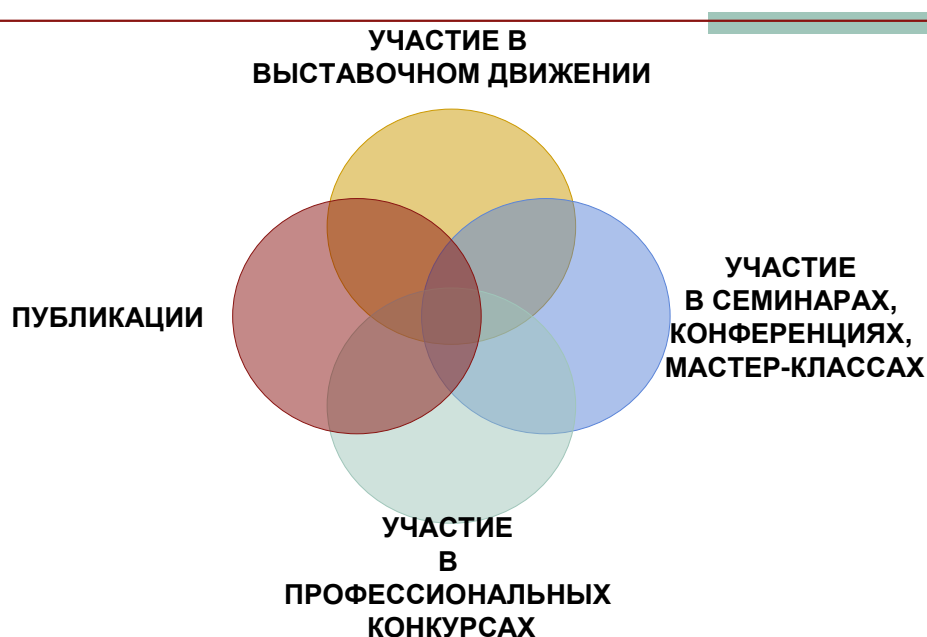 УЧАСТИЕ В
ВЫСТАВОЧНОМ ДВИЖЕНИИ
ПУБЛИКАЦИИ
УЧАСТИЕ
В СЕМИНАРАХ,
КОНФЕРЕНЦИЯХ,
МАСТЕР-КЛАССАХ
УЧАСТИЕ
В
ПРОФЕССИОНАЛЬНЫХ
КОНКУРСАХ